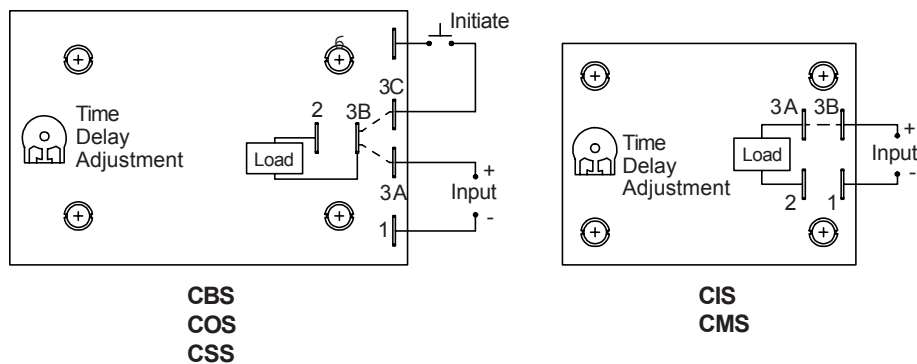 6
Initiate
3C
2
3B
Time
Delay
Adjustment
Load
+
Input
-
3A
1
CBS
COS
CSS
3A
3B
Time
Delay
Adjustment
Load
+
Input
-
2
1
CIS
CMS